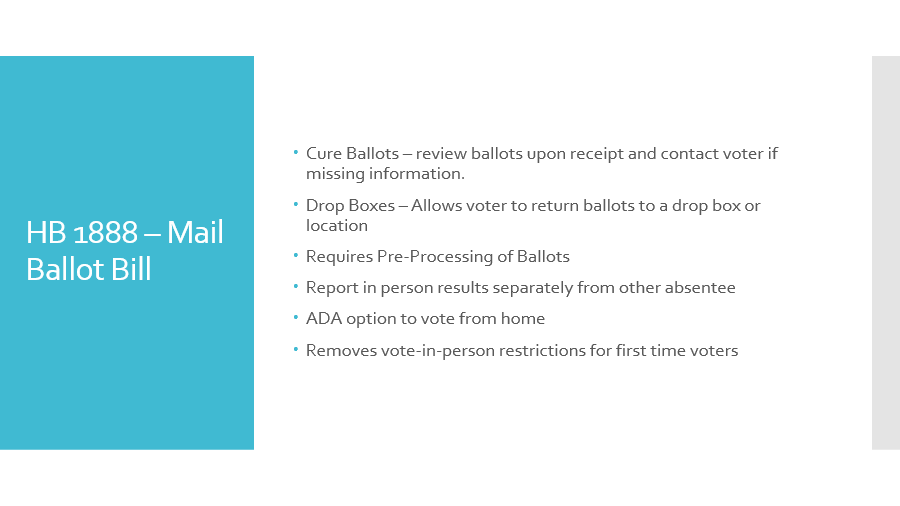 HB 1888 – Mail
Ballot Bill
• Cure Ballots – review ballots upon receipt and contact voter if
missing information.
• Drop Boxes – Allows voter to return ballots to a drop box or
location
• Requires Pre-Processing of Ballots
• Report in person results separately from other absentee
• ADA option to vote from home
• Removes vote-in-person restrictions for first time voters